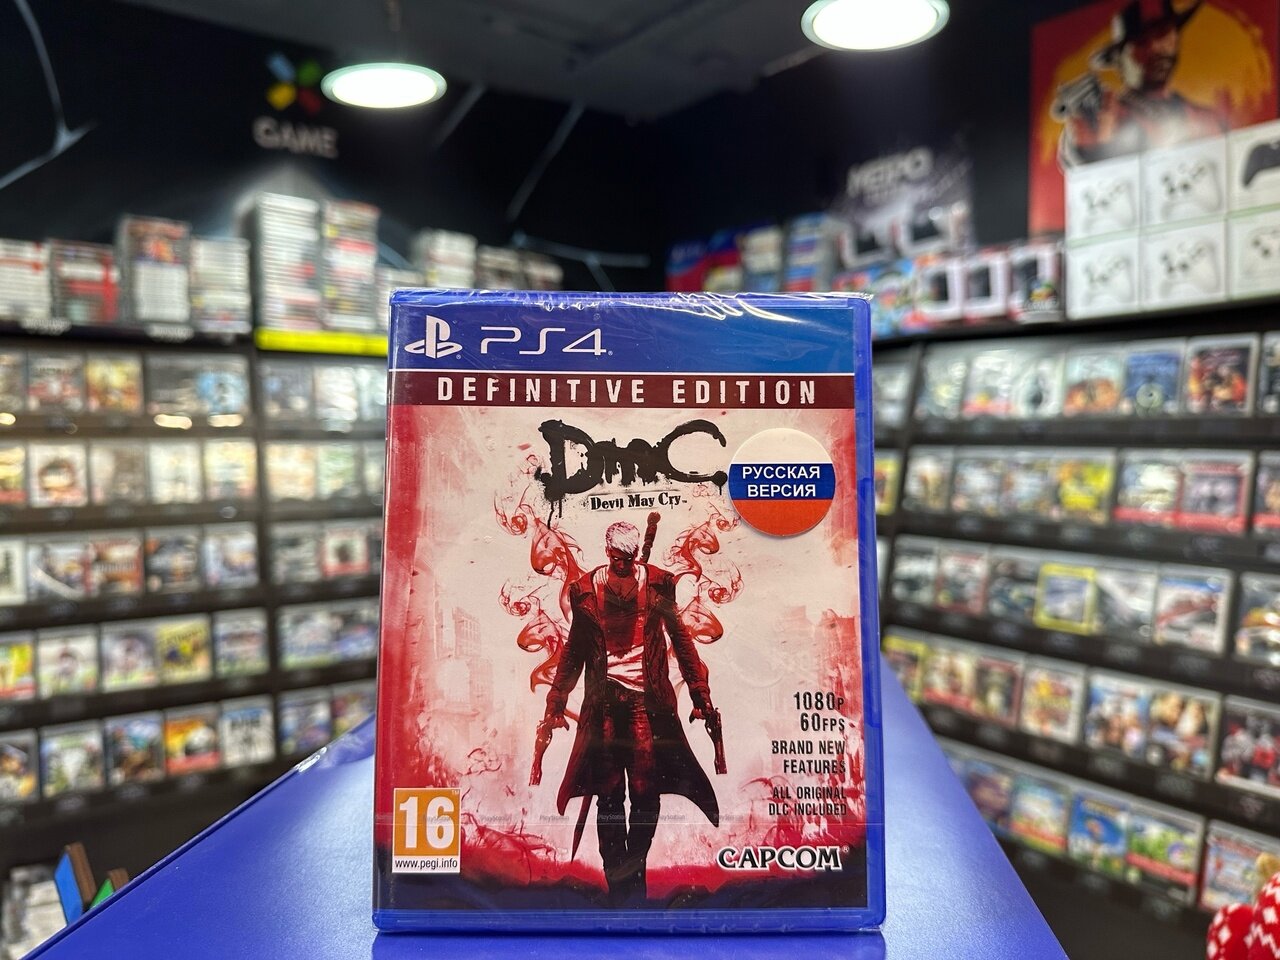 GAME
METPO
PS4
DEFINITIVE EDITION
DmC
Devil May Cry
РУССКАЯ
ВЕРСИЯ
1080P
60FPS
BRAND NEW
FEATURES
ALL ORIGINAL
DLC INCLUDED
16
www.pegi.info
CAPCOM